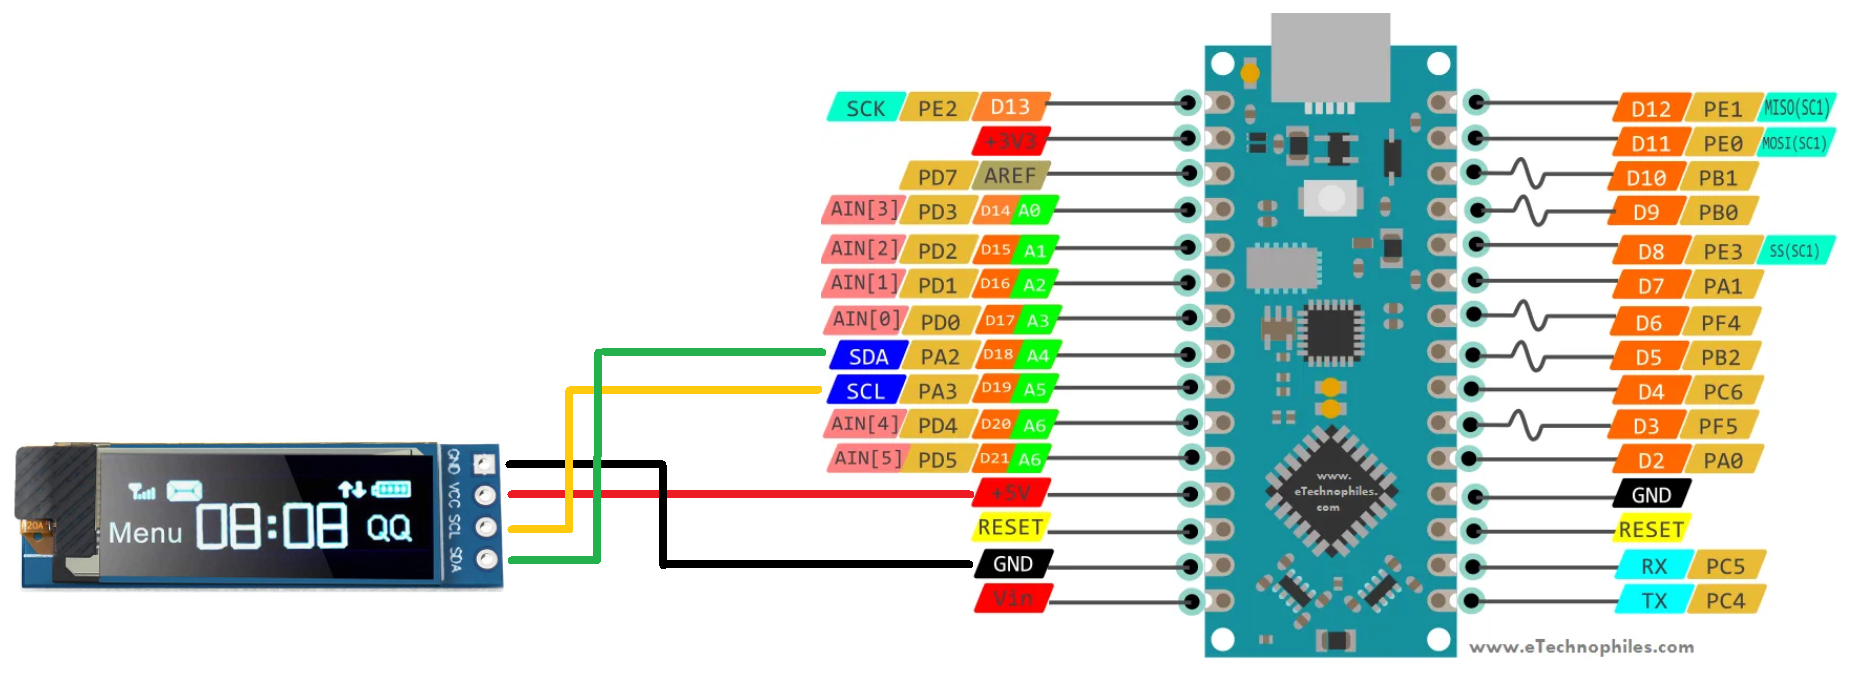 SCK PE2 D13
+3V3
PD7 AREF
AIN[3] PD3 D14 A0
AIN[2] PD2 D15 A1
AIN[1] PD1 D16 A2
AIN[0] PD0 D17 A3
SDA PA2 D18 A4
SCL PA3 D19 A5
AIN[4] PD4 D20 A6
AIN[5] PD5 D21 A6
+5V
RESET
GND
Vin
D12 PE1 MISO(SC1)
D11 PE0 MOSI(SC1)
D10 PB1
D9 PB0
D8 PE3 SS(SC1)
D7 PA1
D6 PF4
D5 PB2
D4 PC6
D3 PF5
D2 PA0
GND
RESET
RX PC5
TX PC4
www.
eTechnophiles.
com
GND
VCC
SCL
SDA
Menu 08:08 QQ
20A
www.eTechnophiles.com